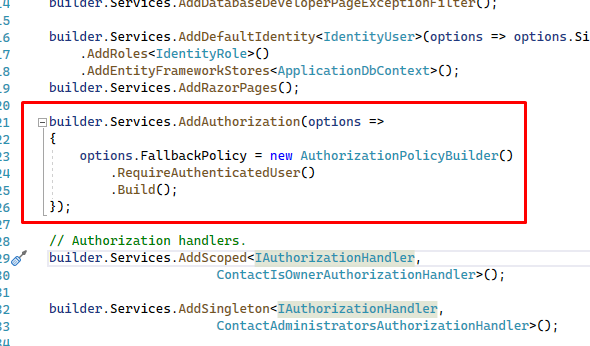 14 builder.Services.AddDatabaseDeveloperPageExceptionFilter();
15
16 builder.Services.AddDefaultIdentity<IdentityUser>(options => options.Si
17 .AddRoles<IdentityRole>()
18 .AddEntityFrameworkStores<ApplicationDbContext>();
19 builder.Services.AddRazorPages();
20
21 builder.Services.AddAuthorization(options =>
22 {
23 options.FallbackPolicy = new AuthorizationPolicyBuilder()
24 .RequireAuthenticatedUser()
25 .Build();
26 });
27
28 // Authorization handlers.
29 builder.Services.AddScoped<IAuthorizationHandler,
30 ContactIsOwnerAuthorizationHandler>();
31
32 builder.Services.AddSingleton<IAuthorizationHandler,
33 ContactAdministratorsAuthorizationHandler>();
34